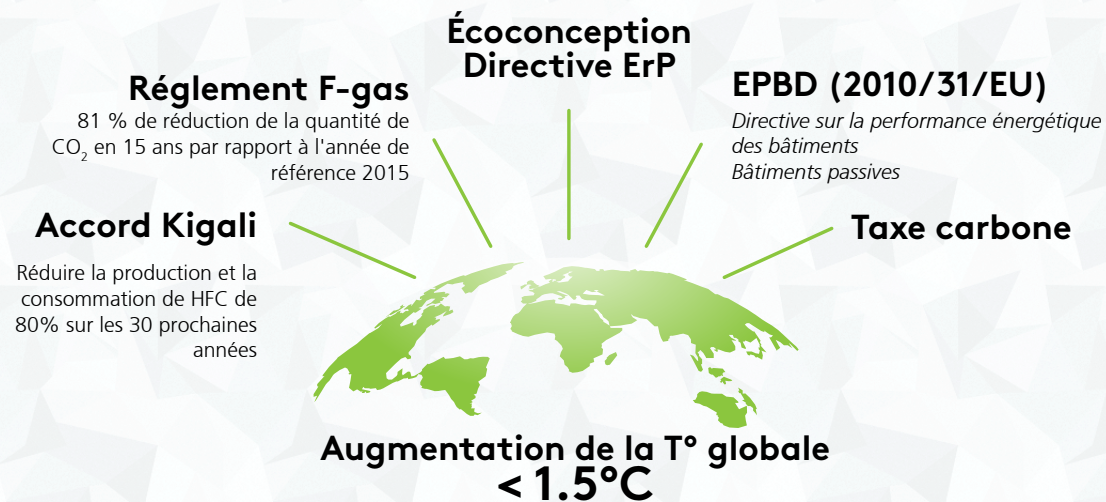 Écoconception
Directive ErP
Réglement F-gas
81 % de réduction de la quantité de
CO₂ en 15 ans par rapport à l'année de
référence 2015
EPBD (2010/31/EU)
Directive sur la performance énergétique
des bâtiments
Bâtiments passives
Accord Kigali
Réduire la production et la
consommation de HFC de
80% sur les 30 prochaines
années
Taxe carbone
Augmentation de la T° globale
< 1.5°C